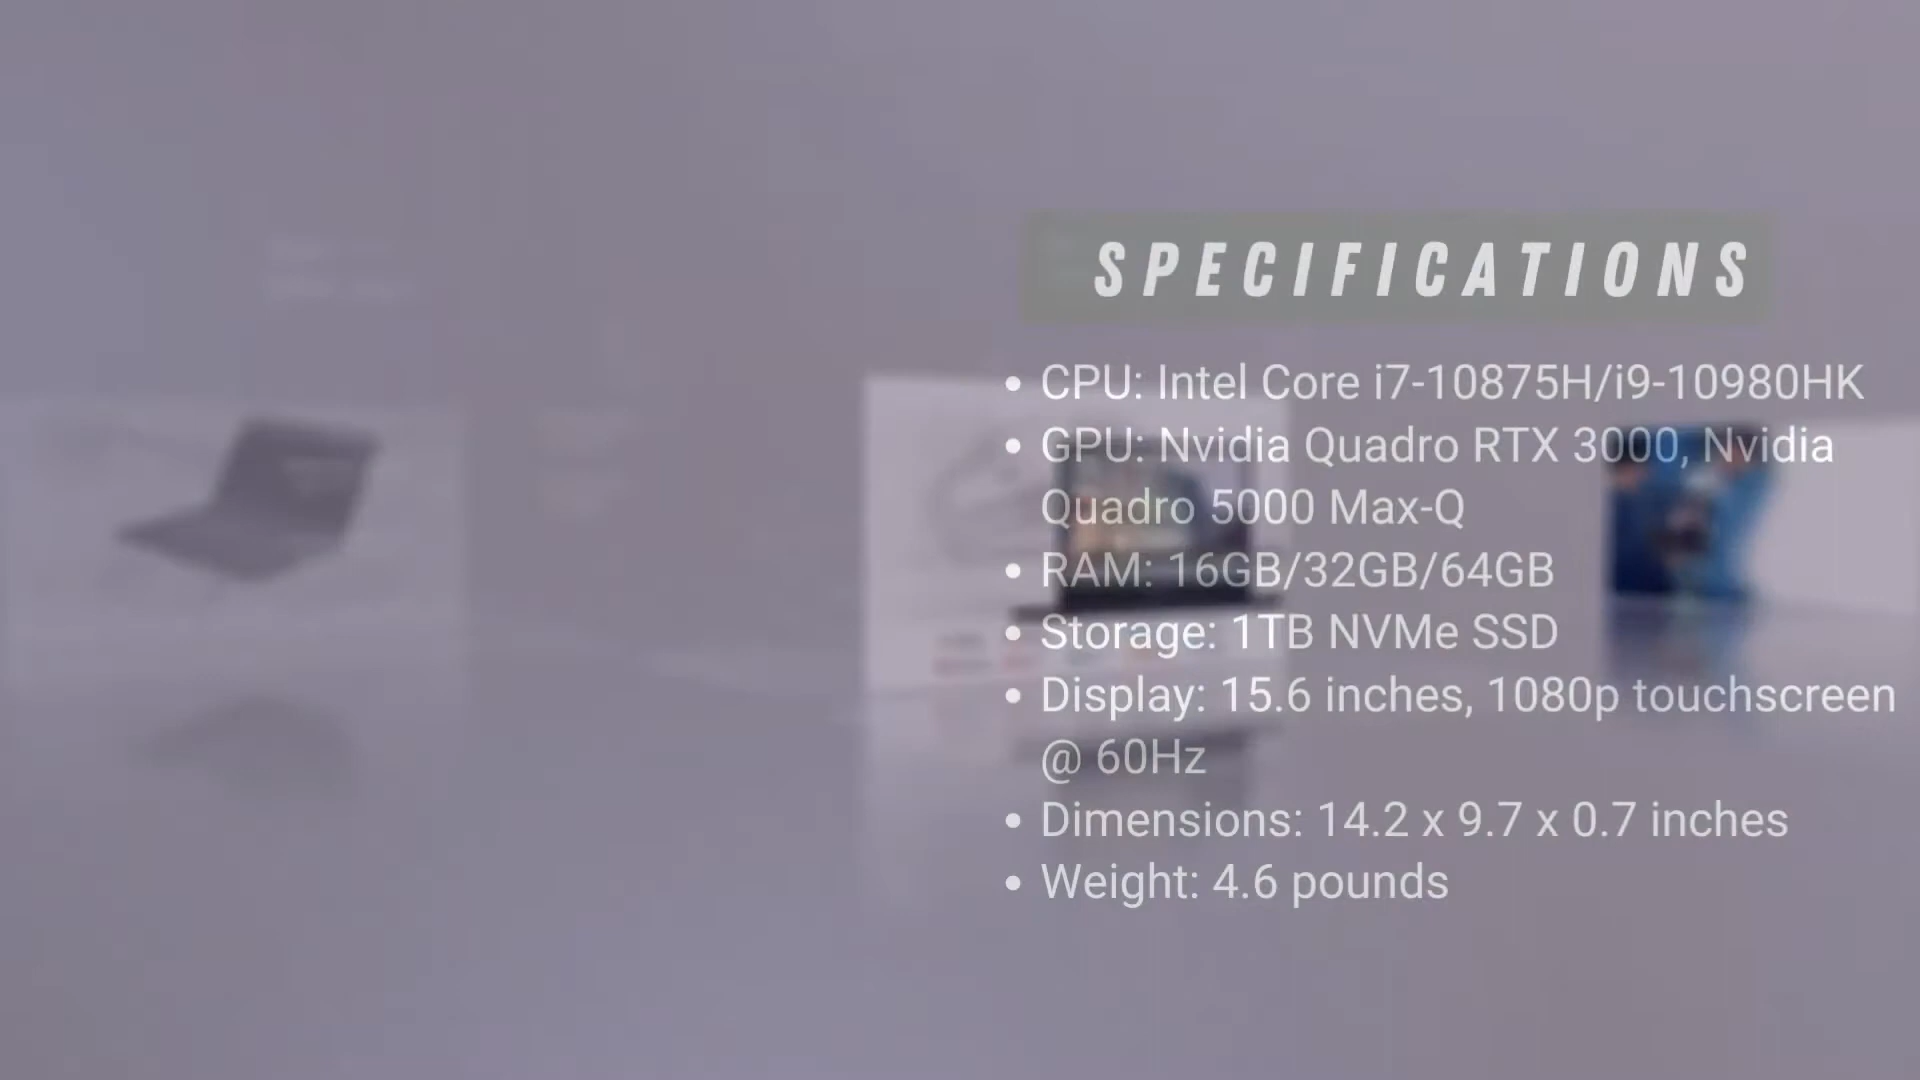 SPECIFICATIONS
• CPU: Intel Core i7-10875H/i9-10980HK
• GPU: Nvidia Quadro RTX 3000, Nvidia
Quadro 5000 Max-Q
• RAM: 16GB/32GB/64GB
• Storage: 1TB NVMe SSD
• Display: 15.6 inches, 1080p touchscreen
@ 60Hz
• Dimensions: 14.2 x 9.7 x 0.7 inches
• Weight: 4.6 pounds